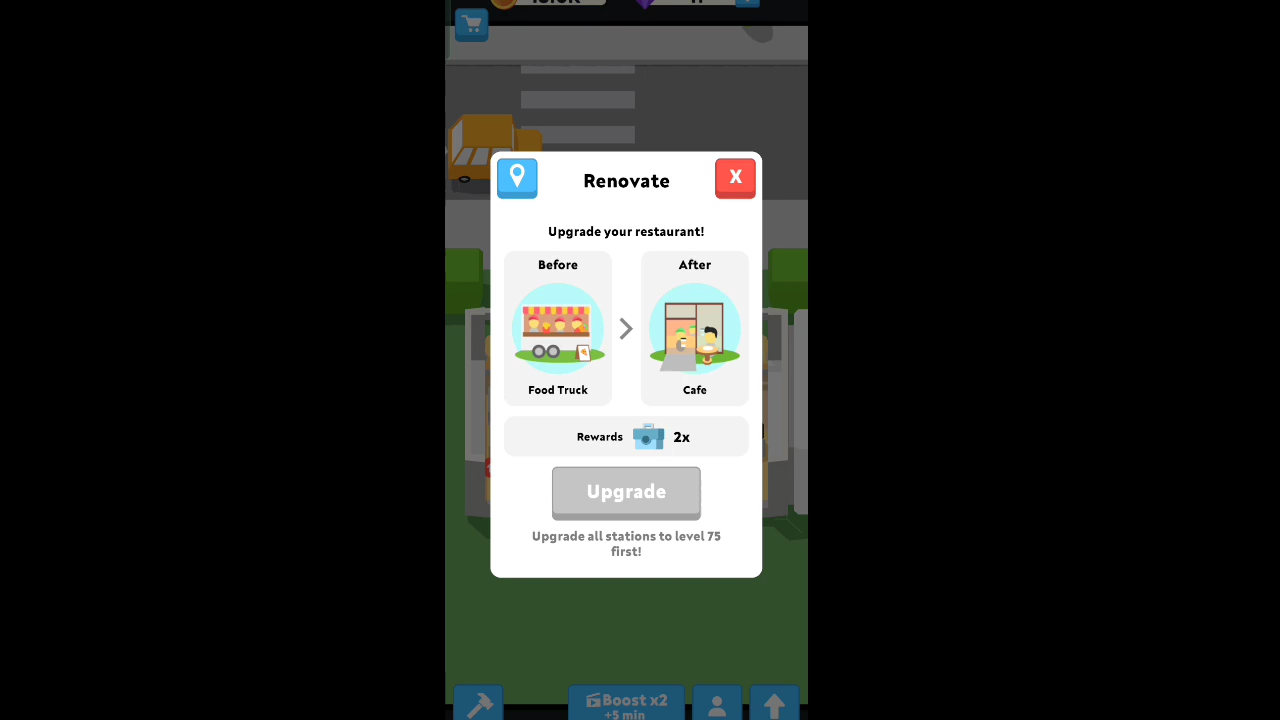 Renovate
X
Upgrade your restaurant!
Before
After
Food Truck
Cafe
Rewards
2x
Upgrade
Upgrade all stations to level 75
first!
Boost x2
+5 min